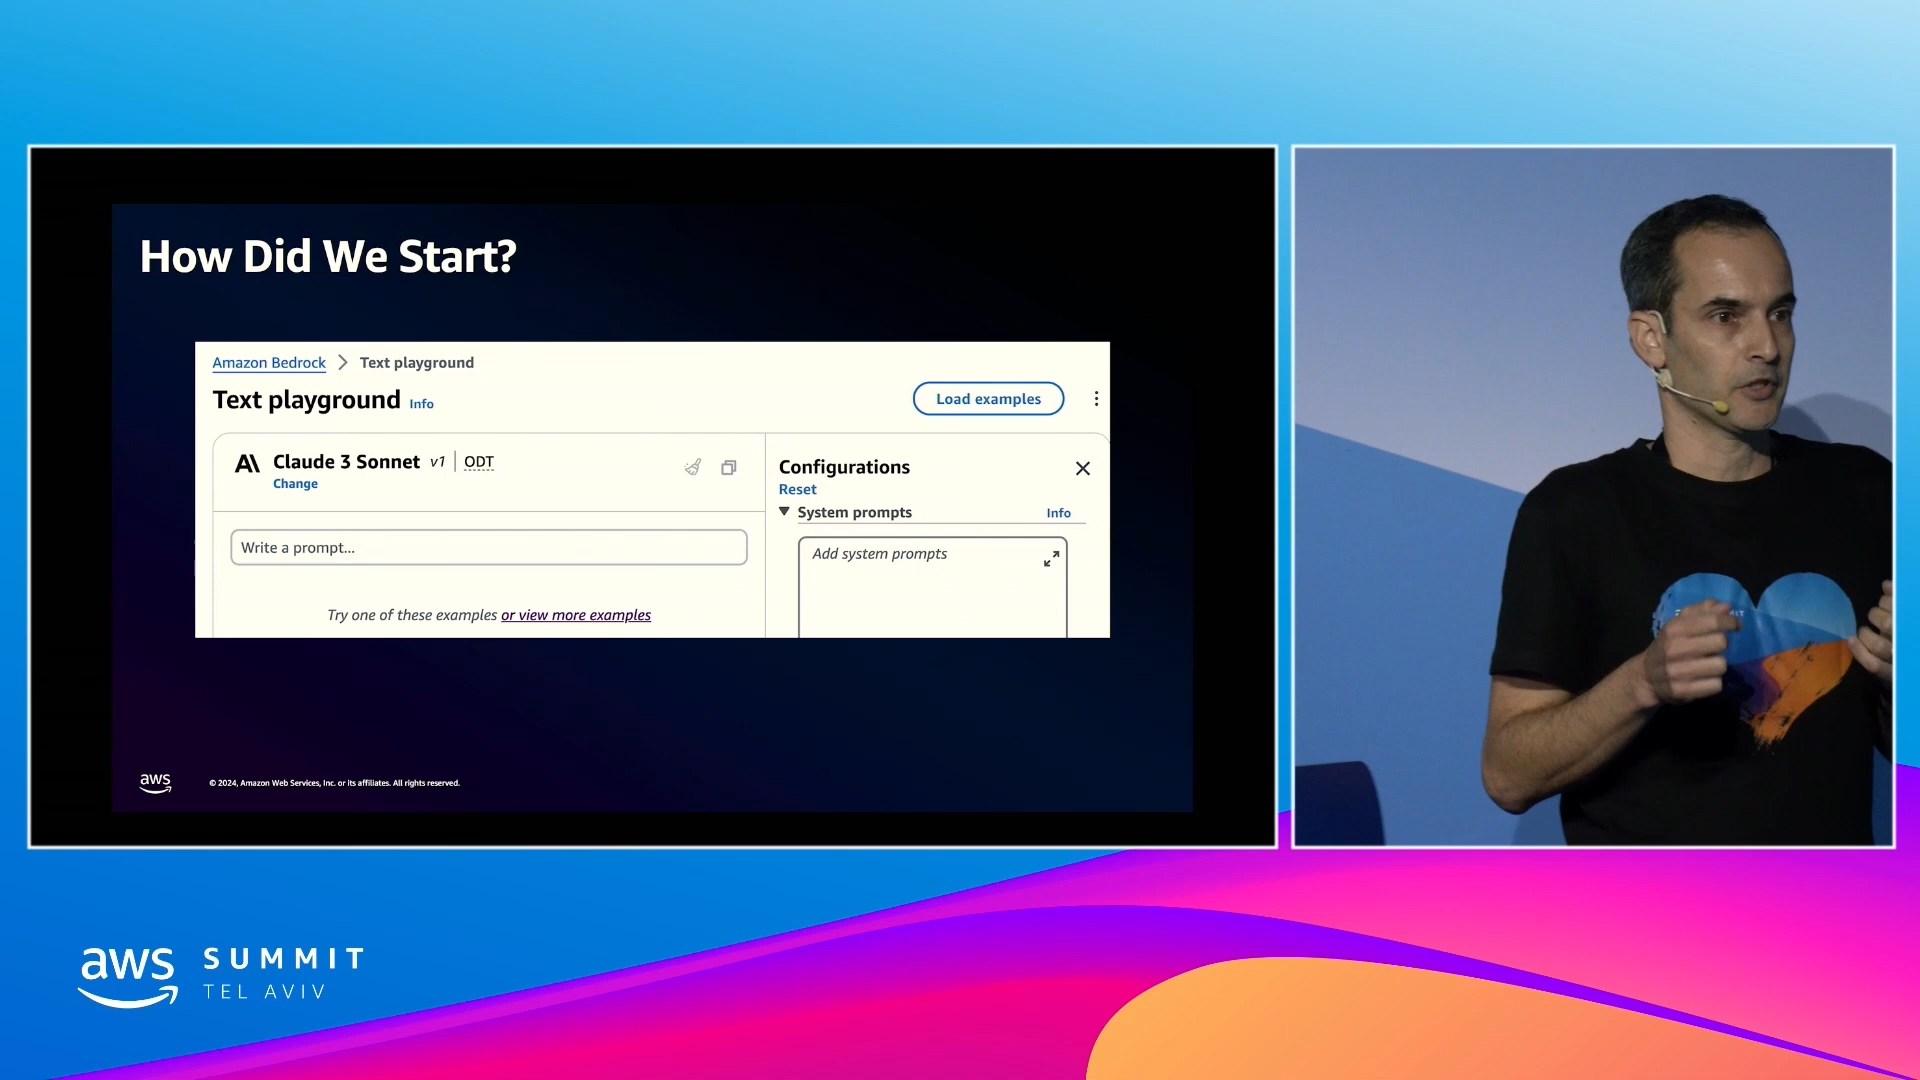 How Did We Start?
Amazon Bedrock > Text playground
Text playground Info
Load examples
Claude 3 Sonnet v1 | ODT
Change
Write a prompt...
Try one of these examples or view more examples
Configurations
Reset
System prompts Info
Add system prompts
aws
© 2024, Amazon Web Services, Inc. or its affiliates. All rights reserved.
aws SUMMIT
TEL AVIV